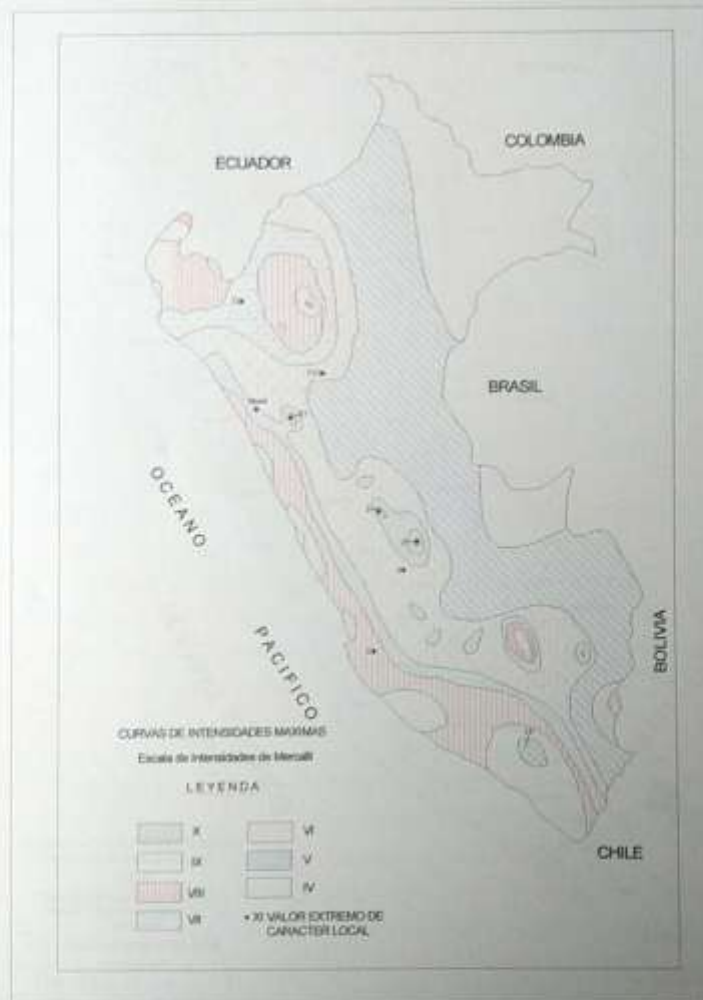 COLOMBIA
ECUADOR
BRASIL
OCEANO
PACIFICO
BOLIVIA
CHILE
CURVAS DE INTENSIDADES MAXIMAS
Escala de Intensidades de Mercalli
LEYENDA
X
IX
VIII
VII
VI
V
IV
• XI VALOR EXTREMO DE
CARACTER LOCAL